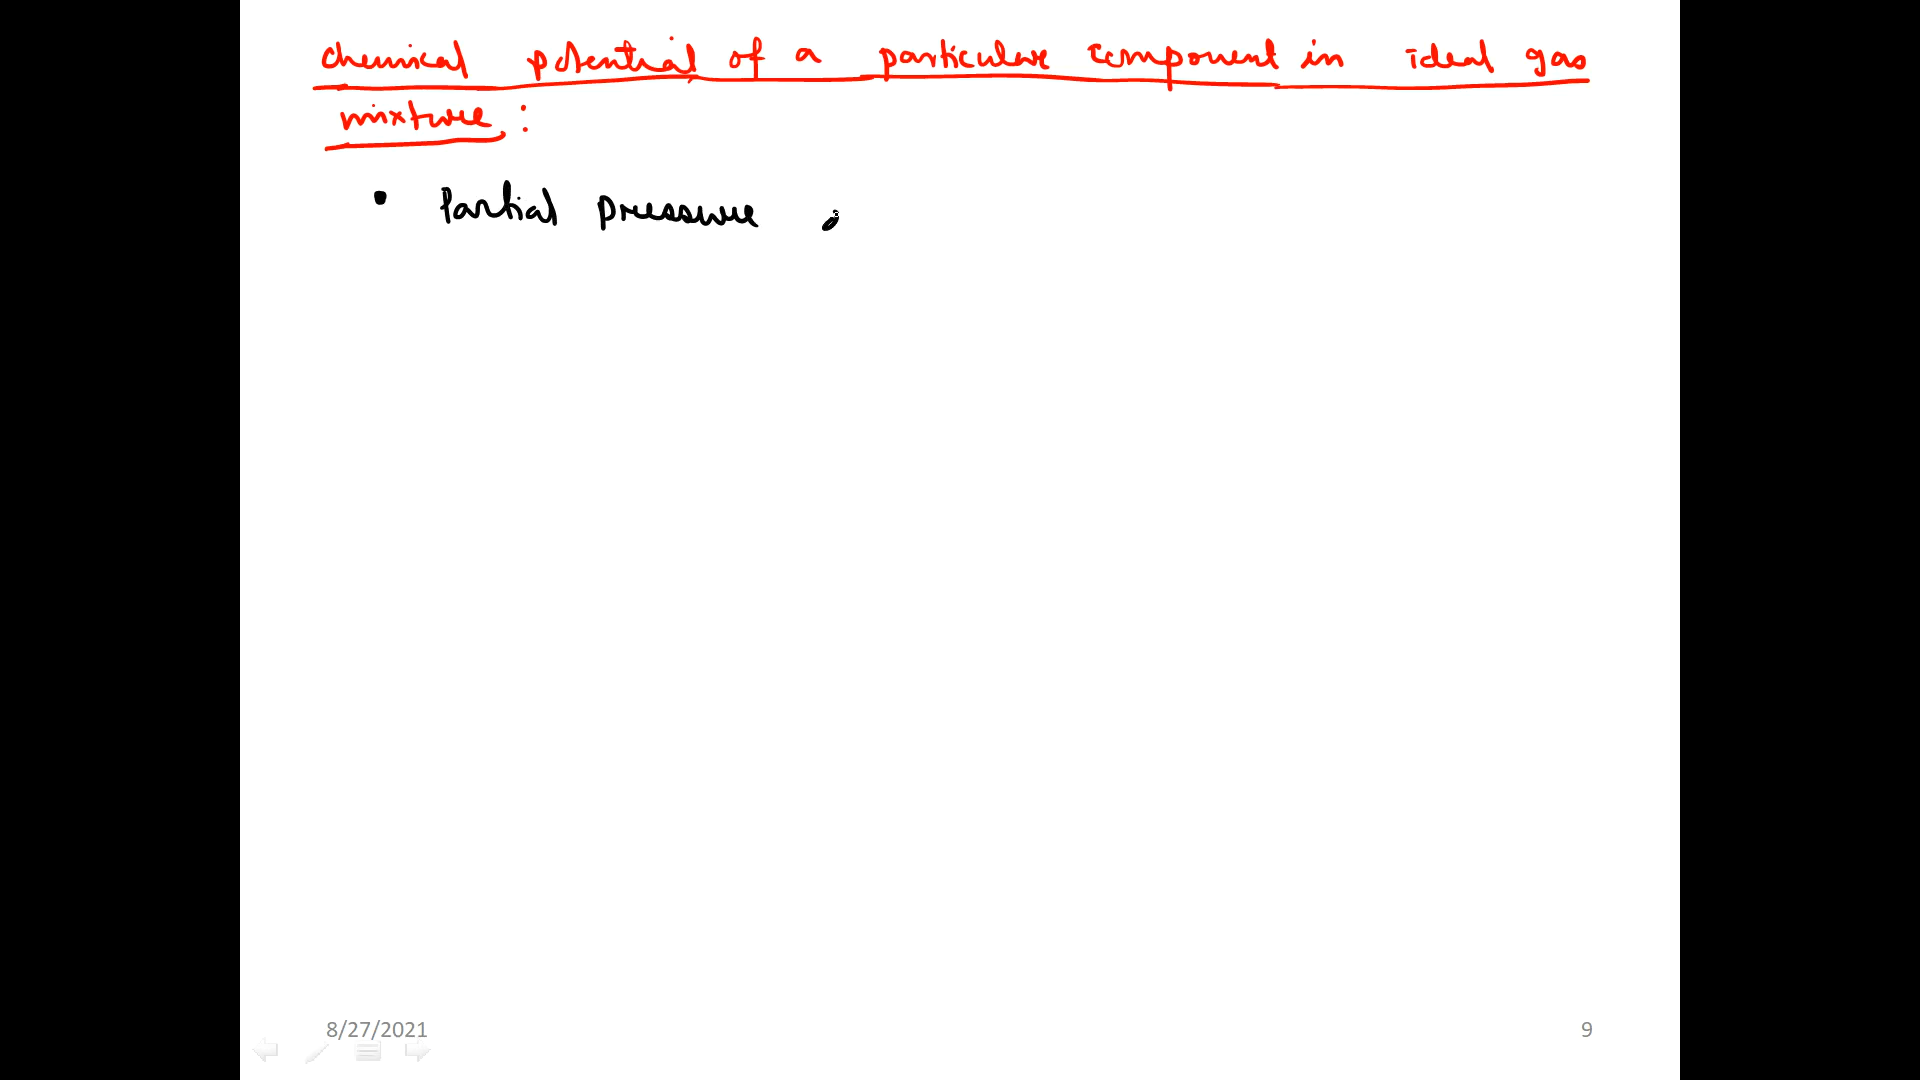 chemical potential of a particular component in ideal gas
mixture :
• Partial pressure
8/27/2021
9